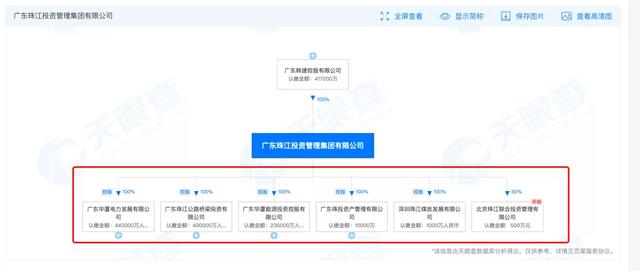 广东珠江投资管理集团有限公司
全屏查看
显示简称
保存图片
查看高清图
广东韩建控股有限公司
认缴金额：417200万
100%
广东珠江投资管理集团有限公司
控股 100%
控股 100%
控股 100%
100%
控股 100%
50%
吊销
广东华厦电力发展有限公
司
认缴金额：440000万人...
广东珠江公路桥梁投资有
限公司
认缴金额：400000万人...
广东华厦能源投资控股有
限公司
认缴金额：235000万人...
广东珠投资产管理有限公
司
认缴金额：10000万
深圳珠江煤炭发展有限公
司
认缴金额：1000万人民币
北京珠江联合投资管理有
限公司
认缴金额：500万元
*该信息由天眼查数据库分析得出，仅供参考，详情见页尾服务协议。
天眼查
天眼查
天眼查